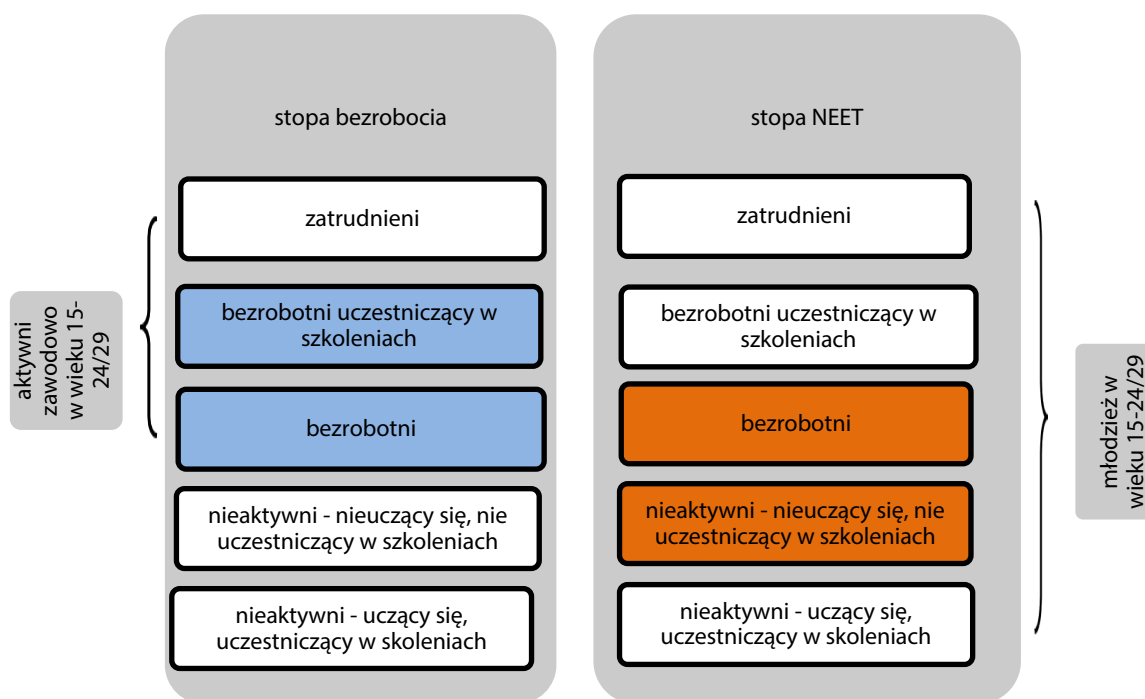 stopa bezrobocia
zatrudnieni
bezrobotni uczestniczący w
szkoleniach
bezrobotni
nieaktywni - nieuczący się, nie
uczestniczący w szkoleniach
nieaktywni - uczący się,
uczestniczący w skoleniach
aktywni
zawodowo
w wieku 15-
24/29
stopa NEET
zatrudnieni
bezrobotni uczestniczący w
szkoleniach
bezrobotni
nieaktywni - nieuczący się, nie
uczestniczący w szkoleniach
nieaktywni - uczący się,
uczestniczący w skoleniach
młodzież w
wieku 15-24/29